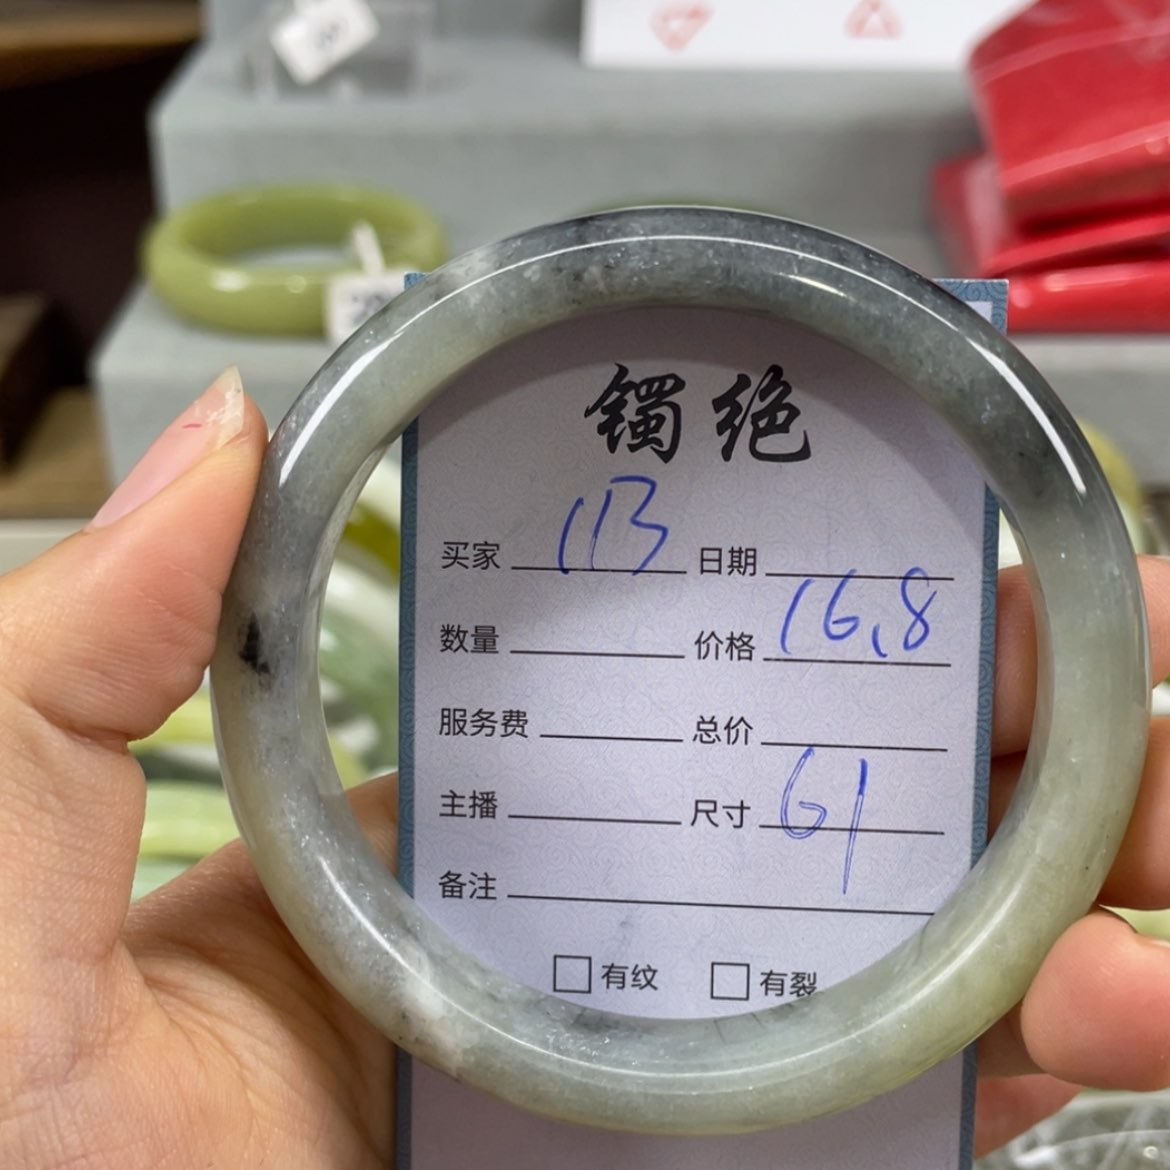 镯绝
买家 113 日期
数量 价格 16.8
服务费 总价
主播 尺寸 61
备注
有纹 有裂